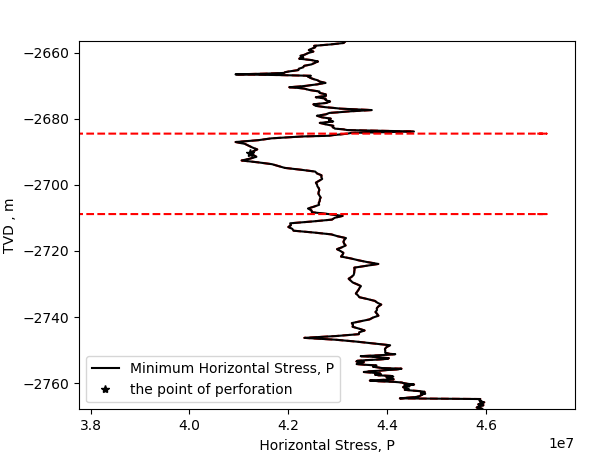 −2660
−2680
−2700
−2720
−2740
−2760
TVD , m
Minimum Horizontal Stress, P
the point of perforation
3.8 4.0 4.2 4.4 4.6
1e7
Horizontal Stress, P